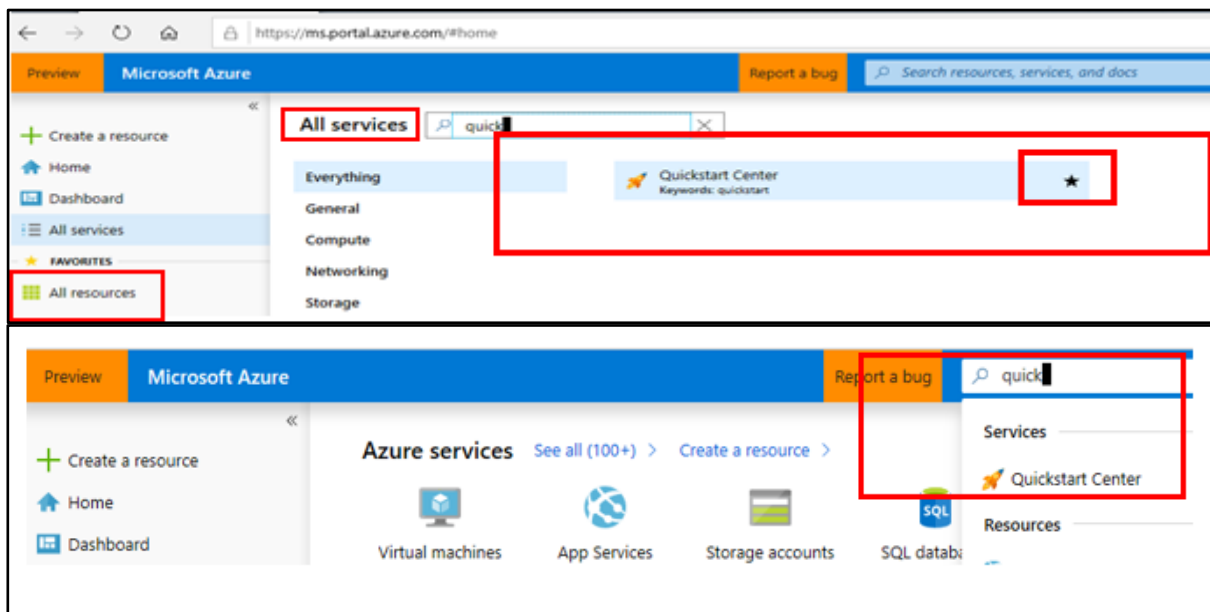 https://ms.portal.azure.com/#home
Preview
Microsoft Azure
Report a bug
Search resources, services, and docs
«
Create a resource
Home
Dashboard
All services
FAVORITES
All resources
All services
quick
Everything
General
Compute
Networking
Storage
Quickstart Center
Keywords: quickstart
Preview
Microsoft Azure
Report a bug
quick
«
Create a resource
Home
Dashboard
Azure services
See all (100+) >
Create a resource >
Virtual machines
App Services
Storage accounts
SQL
SQL databa
Services
Quickstart Center
Resources